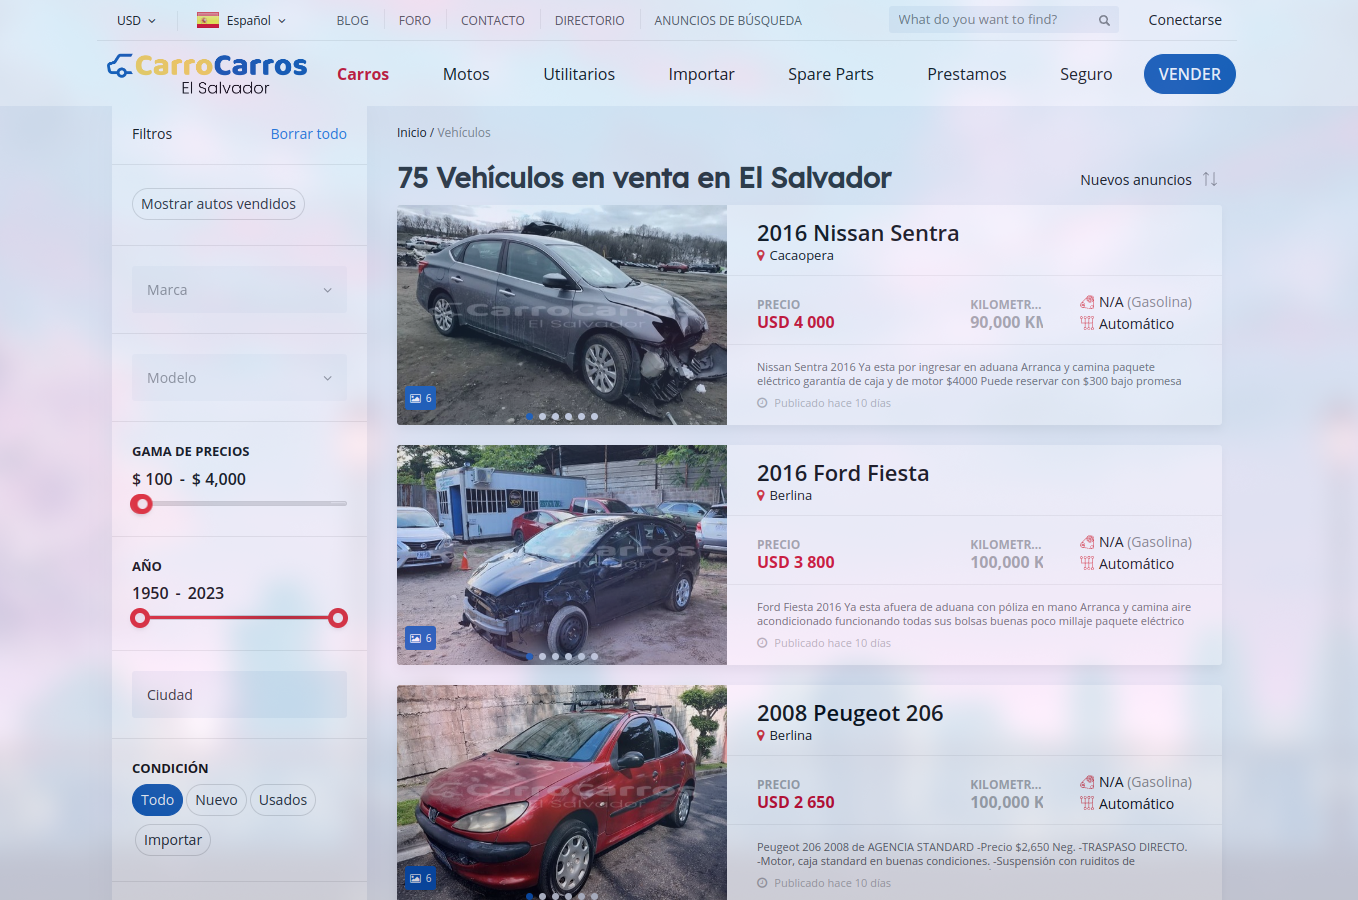 USD
Español
BLOG
FORO
CONTACTO
DIRECTORIO
ANUNCIOS DE BÚSQUEDA
What do you want to find?
Conectarse
CarroCarros
El Salvador
Carros
Motos
Utilitarios
Importar
Spare Parts
Prestamos
Seguro
VENDER
Filtros
Borrar todo
Mostrar autos vendidos
Marca
Modelo
GAMA DE PRECIOS
$ 100 - $ 4,000
AÑO
1950 - 2023
Ciudad
CONDICIÓN
Todo
Nuevo
Usados
Importar
Inicio / Vehículos
75 Vehículos en venta en El Salvador
Nuevos anuncios
CarroCar
El Salvador
6
2016 Nissan Sentra
Cacaopera
PRECIO
USD 4 000
KILOMETR...
90,000 KM
N/A (Gasolina)
Automático
Nissan Sentra 2016 Ya esta por ingresar en aduana Arranca y camina paquete
eléctrico garantía de caja y de motor $4000 Puede reservar con $300 bajo promesa
Publicado hace 10 días
6
2016 Ford Fiesta
Berlina
PRECIO
USD 3 800
KILOMETR...
100,000 K
N/A (Gasolina)
Automático
Ford Fiesta 2016 Ya esta afuera de aduana con póliza en mano Arranca y camina aire
acondicionado funcionando todas sus bolsas buenas poco millaje paquete eléctrico
Publicado hace 10 días
CarroCarros
El Salvador
6
2008 Peugeot 206
Berlina
PRECIO
USD 2 650
KILOMETR...
100,000 K
N/A (Gasolina)
Automático
Peugeot 206 2008 de AGENCIA STANDARD -Precio $2,650 Neg. -TRASPASO DIRECTO.
-Motor, caja standard en buenas condiciones. -Suspensión con ruiditos de
Publicado hace 10 días